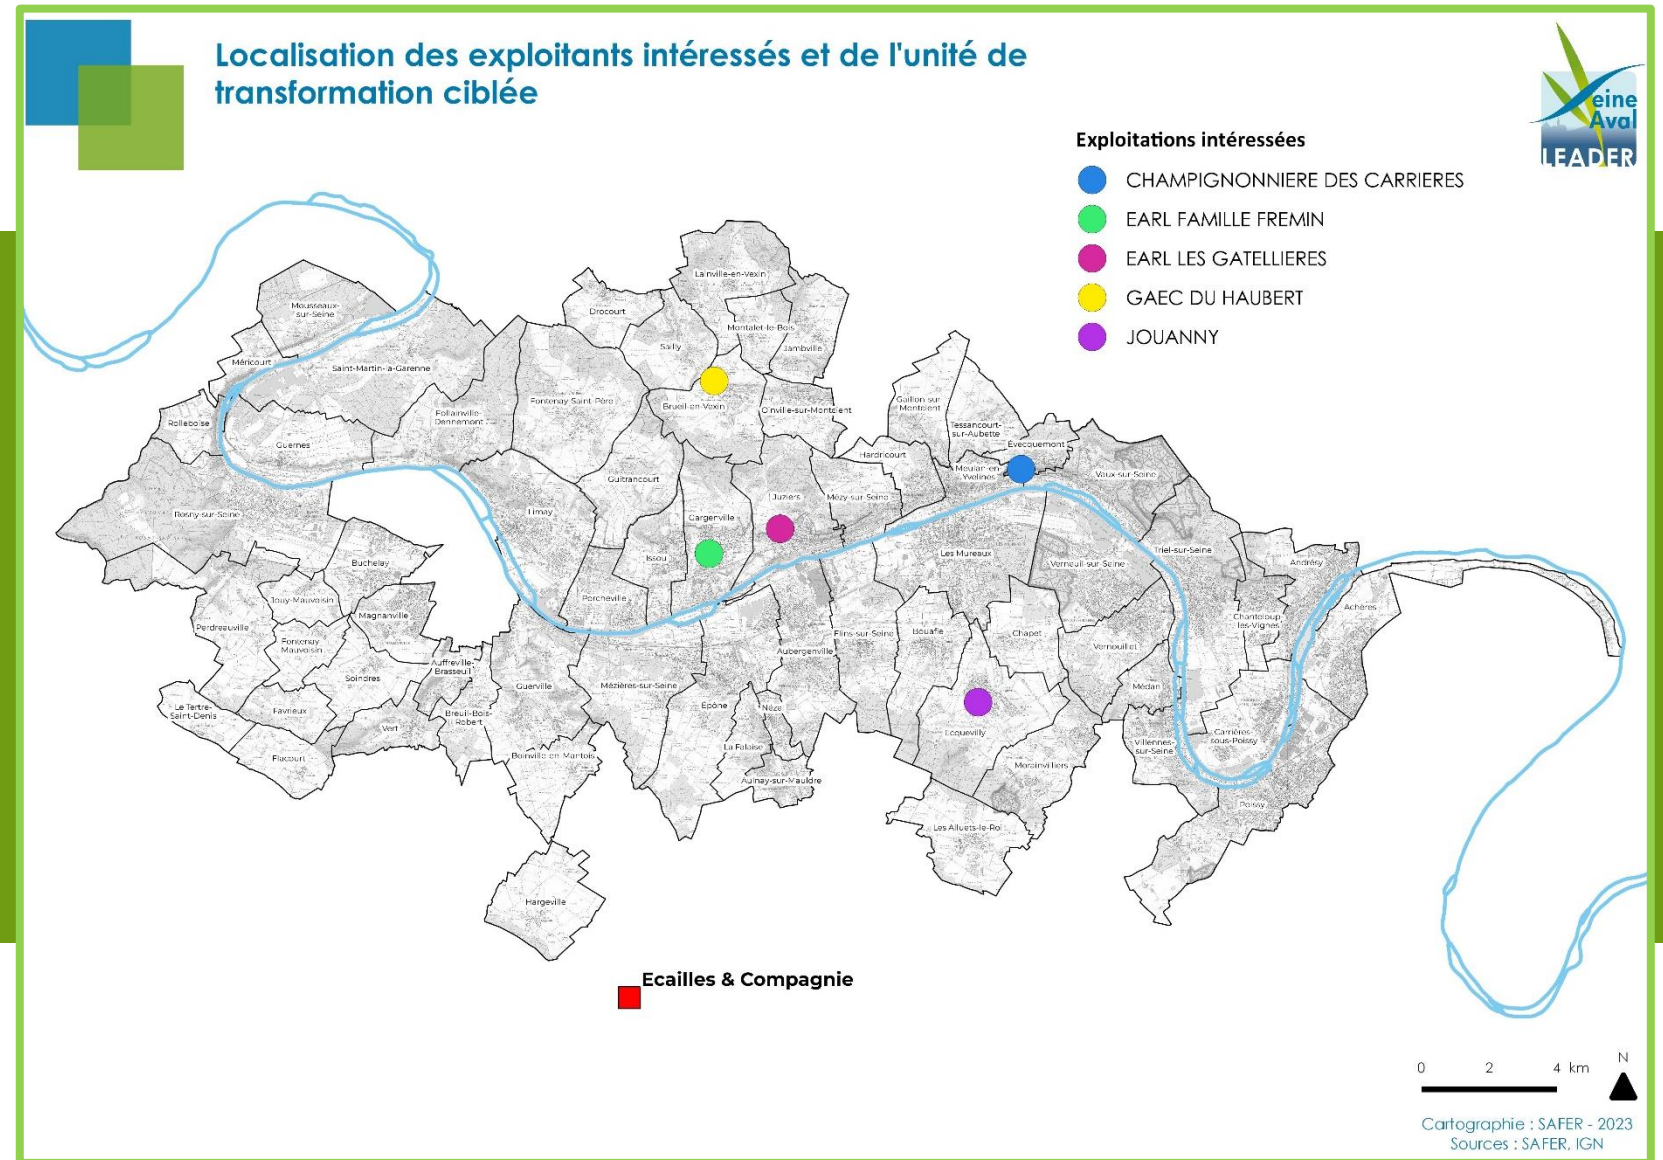 Localisation des exploitants intéressés et de l'unité de
transformation ciblée
eine
Aval
LEADER
Exploitations intéressées
CHAMPIGNONNIERE DES CARRIERES
EARL FAMILLE FREMIN
EARL LES GATELLIERES
GAEC DU HAUBERT
JOUANNY
Lainville-en-Vexin
Mousseaux-
sur-Seine
Drocourt
Montalet-le-Bois
Sailly
Jambville
Méricourt
Saint-Martin-la-Garenne
Fontenay-Saint-Père
Brueil-en-Vexin
Oinville-sur-Montcient
Gaillon-sur-
Montcient
Rolleboise
Follainville-
Dennemont
Tessancourt-
sur-Aubette
Guernes
Évecquemont
Hardricourt
Meulan-en-
Yvelines
Vaux-sur-Seine
Guitrancourt
Juziers
Mézy-sur-Seine
Rosny-sur-Seine
Limay
Gargenville
Issou
Les Mureaux
Triel-sur-Seine
Buchelay
Verneuil-sur-Seine
Andrésy
Jouy-Mauvoisin
Porcheville
Achères
Magnanville
Chanteloup-
les-Vignes
Perdreauville
Fontenay-
Mauvoisin
Flins-sur-Seine
Bouafle
Chapet
Vernouillet
Aubergenville
Auffreville-
Brasseuil
Soindres
Guerville
Mézières-sur-Seine
Médan
Le Tertre-
Saint-Denis
Favrieux
Breuil-Bois-
Robert
Épône
Nézel
Vert
Ecquevilly
Carrières-
sous-Poissy
Villennes-
sur-Seine
La Falaise
Flacourt
Boinville-en-Mantois
Morainvilliers
Aulnay-sur-Mauldre
Poissy
Les Alluets-le-Roi
Hargeville
Ecailles & Compagnie
0 2 4 km
N
Cartographie : SAFER - 2023
Sources : SAFER, IGN